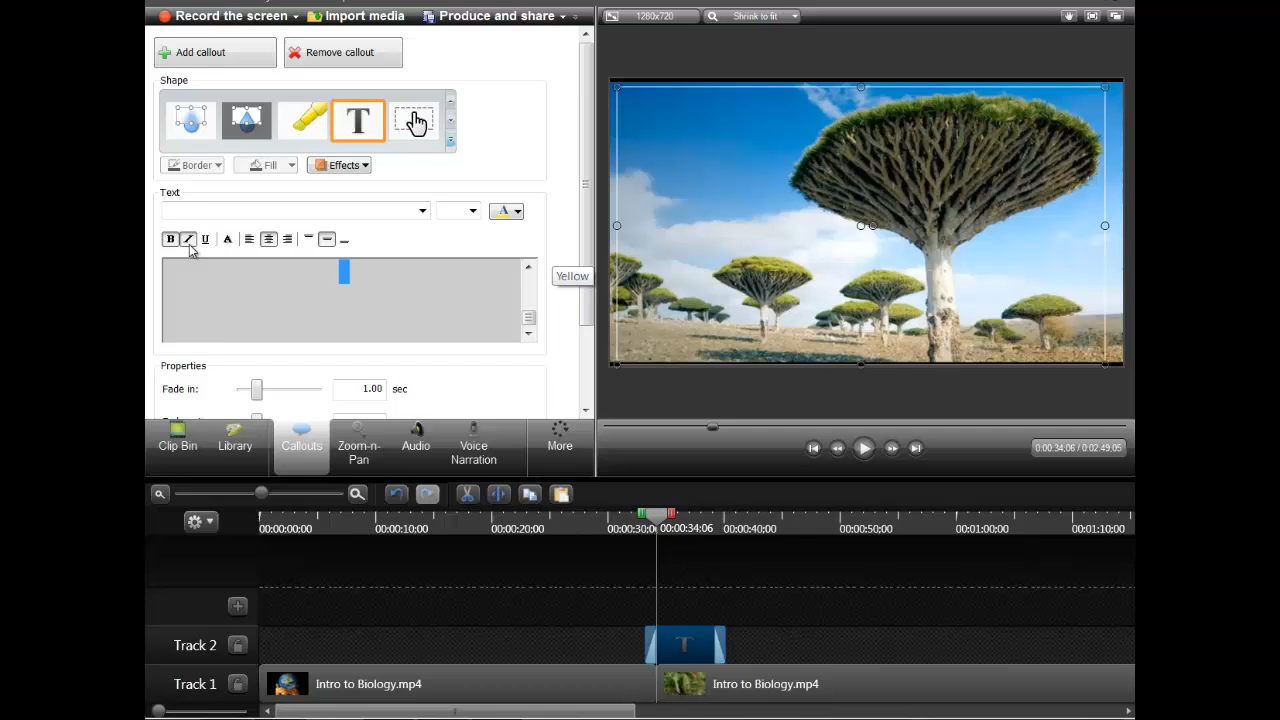 Record the screen
Import media
Produce and share
1280x720
Shrink to fit
Add callout
Remove callout
Shape
T
Border
Fill
Effects
Text
A
B
U
A
Yellow
Properties
Fade in:
1.00
sec
Clip Bin
Library
Callouts
Zoom-n-
Pan
Audio
Voice
Narration
More
0:00:34;06 / 0:02:49;05
00:00:00;00
00:00:10;00
00:00:20;00
00:00:30;0
00:00:34;06
00:00:40;00
00:00:50;00
00:01:00;00
00:01:10;00
Track 2
T
Track 1
Intro to Biology.mp4
Intro to Biology.mp4